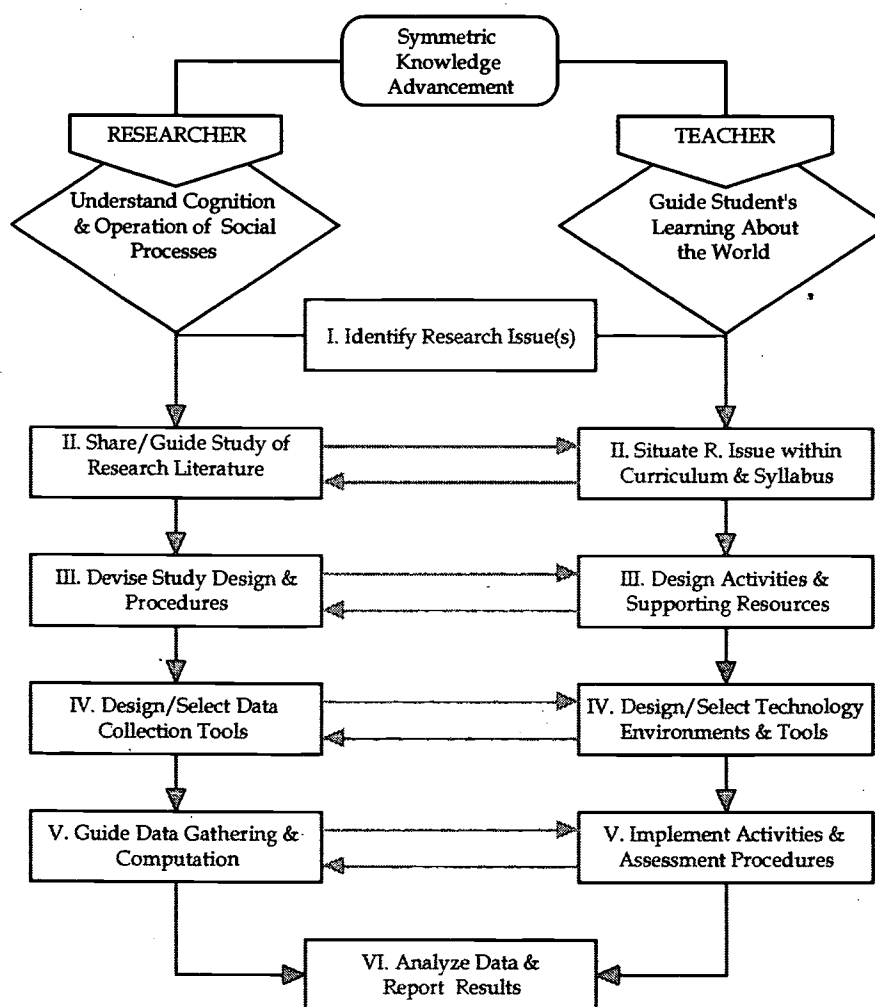 Symmetric
Knowledge
Advancement
RESEARCHER
TEACHER
Understand Cognition
& Operation of Social
Processes
Guide Student's
Learning About
the World
I. Identify Research Issue(s)
II. Share/Guide Study of
Research Literature
II. Situate R. Issue within
Curriculum & Syllabus
III. Devise Study Design &
Procedures
III. Design Activities &
Supporting Resources
IV. Design/Select Data
Collection Tools
IV. Design/Select Technology
Environments & Tools
V. Guide Data Gathering &
Computation
V. Implement Activities &
Assessment Procedures
VI. Analyze Data &
Report Results